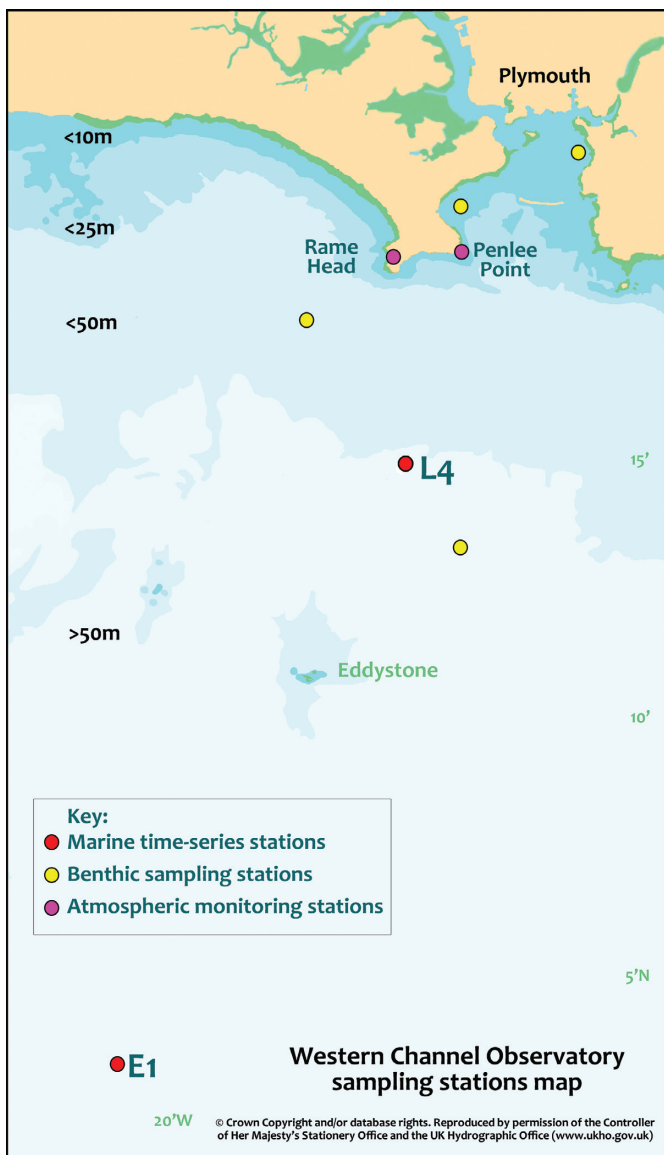 Plymouth
<10m
<25m
Rame
Head
Penlee
Point
<50m
15'
L4
>50m
Eddystone
10'
Key:
Marine time-series stations
Benthic sampling stations
Atmospheric monitoring stations
5'N
E1
Western Channel Observatory
sampling stations map
20'W
© Crown Copyright and/or database rights. Reproduced by permission of the Controller
of Her Majesty's Stationery Office and the UK Hydrographic Office (www.ukho.gov.uk)